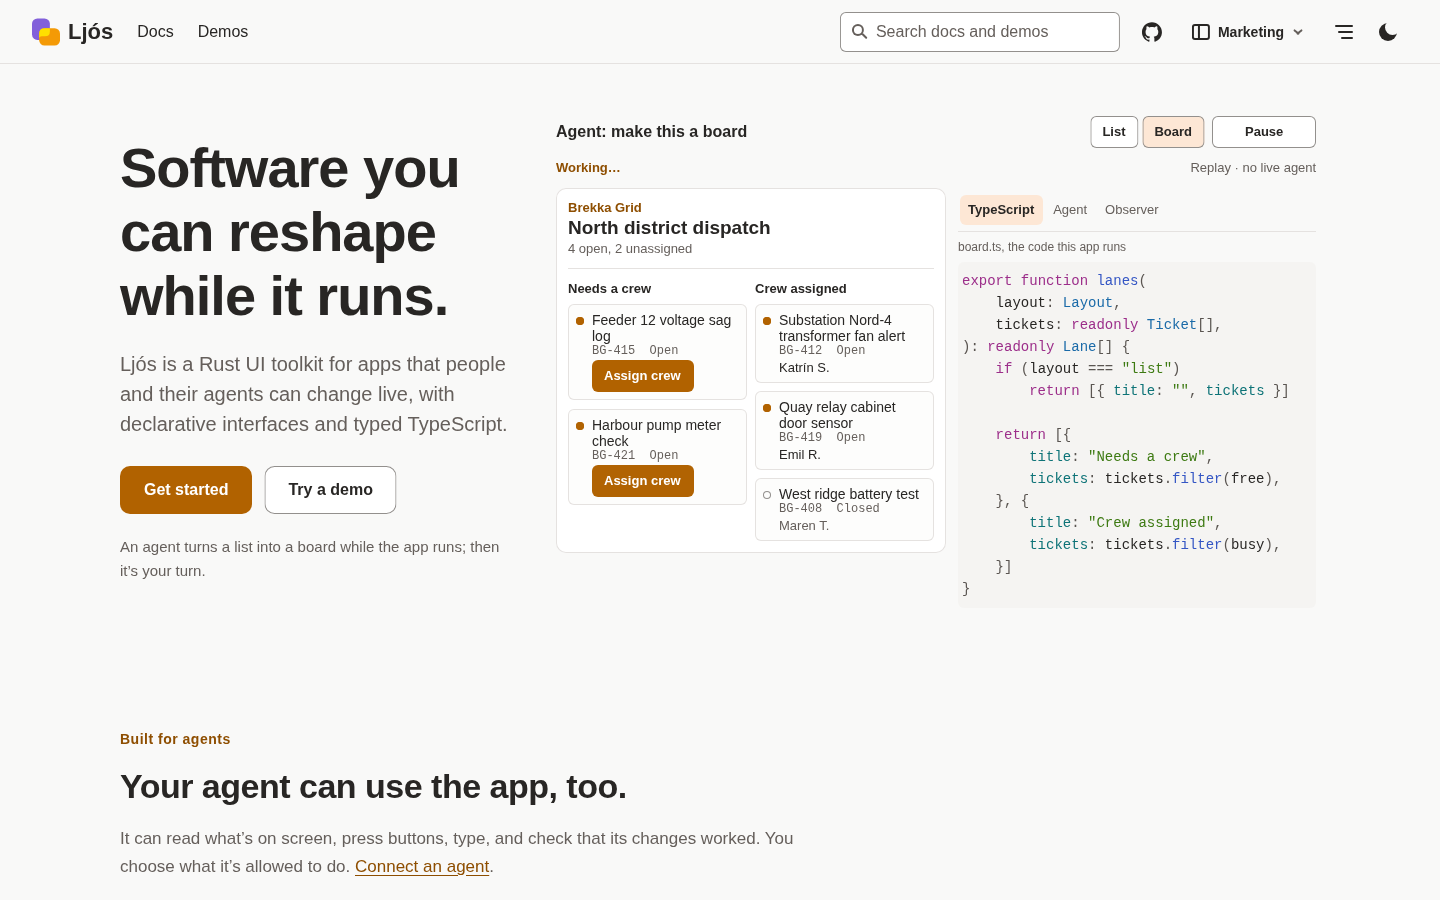 Ljós
Docs
Demos
Search docs and demos
Marketing
Software you
can reshape
while it runs.
Ljós is a Rust UI toolkit for apps that people
and their agents can change live, with
declarative interfaces and typed TypeScript.
Get started
Try a demo
An agent turns a list into a board while the app runs; then
it’s your turn.
Agent: make this a board
List
Board
Pause
Working…
Replay · no live agent
Brekka Grid
North district dispatch
4 open, 2 unassigned
Needs a crew
Feeder 12 voltage sag
log
BG-415 Open
Assign crew
Harbour pump meter
check
BG-421 Open
Assign crew
Crew assigned
Substation Nord-4
transformer fan alert
BG-412 Open
Katrín S.
Quay relay cabinet
door sensor
BG-419 Open
Emil R.
West ridge battery test
BG-408 Closed
Maren T.
TypeScript
Agent
Observer
board.ts, the code this app runs
export function lanes(
    layout: Layout,
    tickets: readonly Ticket[],
): readonly Lane[] {
    if (layout === "list")
        return [{ title: "", tickets }]
    return [{
        title: "Needs a crew",
        tickets: tickets.filter(free),
    }, {
        title: "Crew assigned",
        tickets: tickets.filter(busy),
    }]
}
Built for agents
Your agent can use the app, too.
It can read what’s on screen, press buttons, type, and check that its changes worked. You
choose what it’s allowed to do. Connect an agent.